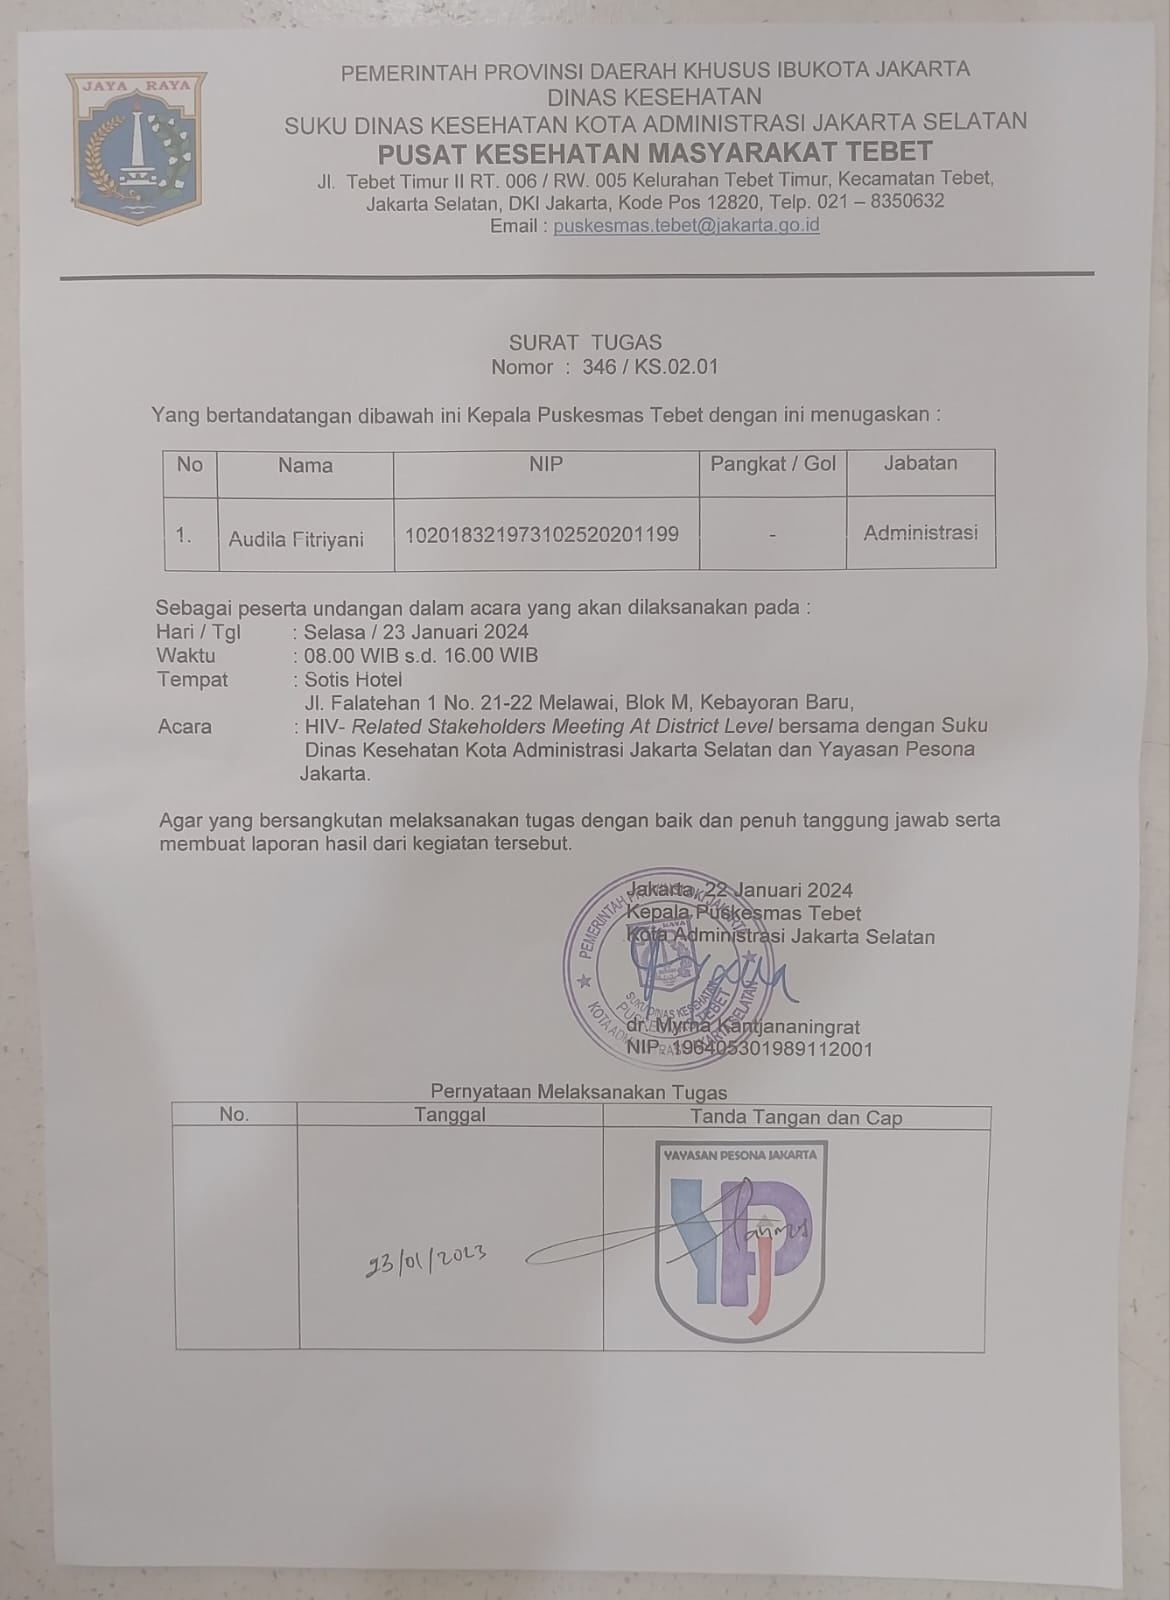 JAYA RAYA
PEMERINTAH PROVINSI DAERAH KHUSUS IBUKOTA JAKARTA
DINAS KESEHATAN
SUKU DINAS KESEHATAN KOTA ADMINISTRASI JAKARTA SELATAN
PUSAT KESEHATAN MASYARAKAT TEBET
Jl. Tebet Timur II RT. 006 / RW. 005 Kelurahan Tebet Timur, Kecamatan Tebet,
Jakarta Selatan, DKI Jakarta, Kode Pos 12820, Telp. 021 – 8350632
Email : puskesmas.tebet@jakarta.go.id
SURAT TUGAS
Nomor : 346 / KS.02.01
Yang bertandatangan dibawah ini Kepala Puskesmas Tebet dengan ini menugaskan :
No Nama NIP Pangkat / Gol Jabatan
1. Audila Fitriyani 102018321973102520201199 - Administrasi
Sebagai peserta undangan dalam acara yang akan dilaksanakan pada :
Hari / Tgl : Selasa / 23 Januari 2024
Waktu : 08.00 WIB s.d. 16.00 WIB
Tempat : Sotis Hotel
Jl. Falatehan 1 No. 21-22 Melawai, Blok M, Kebayoran Baru,
Acara : HIV- Related Stakeholders Meeting At District Level bersama dengan Suku
Dinas Kesehatan Kota Administrasi Jakarta Selatan dan Yayasan Pesona
Jakarta.
Agar yang bersangkutan melaksanakan tugas dengan baik dan penuh tanggung jawab serta
membuat laporan hasil dari kegiatan tersebut.
Jakarta, 22 Januari 2024
Kepala Puskesmas Tebet
Kota Administrasi Jakarta Selatan
PEMERINTAH PROVINSI DKI JAKARTA
SUKU DINAS KESEHATAN
PUSKESMAS TEBET
KOTA ADMINISTRASI JAKARTA SELATAN
dr. Myrna Kantjananingrat
NIP. 196405301989112001
Pernyataan Melaksanakan Tugas
No. Tanggal Tanda Tangan dan Cap
YAYASAN PESONA JAKARTA
YPJ
23/01/2023